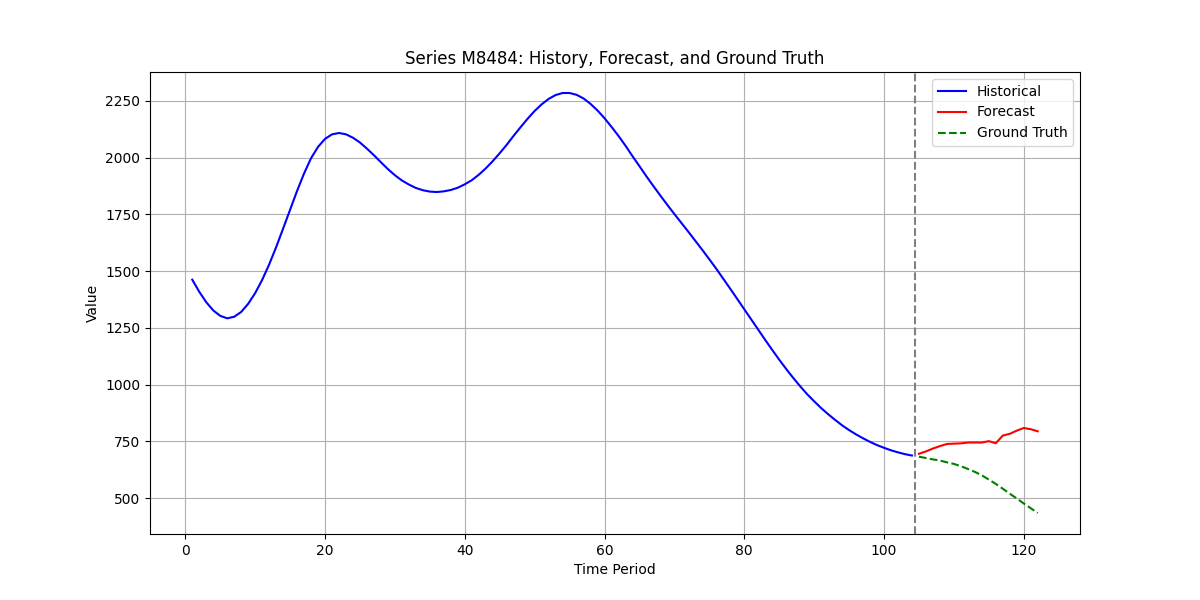 Series M8484: History, Forecast, and Ground Truth
Historical
Forecast
Ground Truth
Value
2250
2000
1750
1500
1250
1000
750
500
0 20 40 60 80 100 120
Time Period